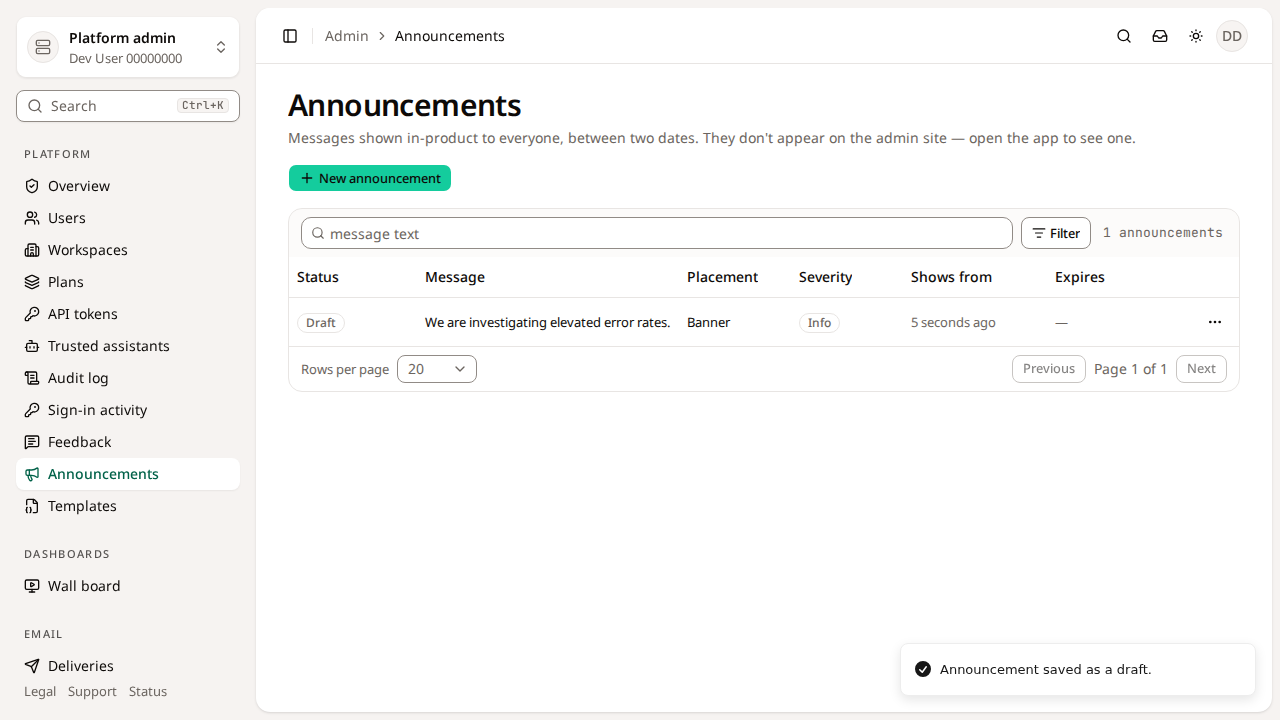 Platform admin
Dev User 00000000
Search Ctrl+K
PLATFORM
Overview
Users
Workspaces
Plans
API tokens
Trusted assistants
Audit log
Sign-in activity
Feedback
Announcements
Templates
DASHBOARDS
Wall board
EMAIL
Deliveries
Legal Support Status
Admin Announcements DD
Announcements
Messages shown in-product to everyone, between two dates. They don't appear on the admin site — open the app to see one.
New announcement
message text Filter 1 announcements
Status Message Placement Severity Shows from Expires
Draft We are investigating elevated error rates. Banner Info 5 seconds ago —
Rows per page 20 Previous Page 1 of 1 Next
Announcement saved as a draft.